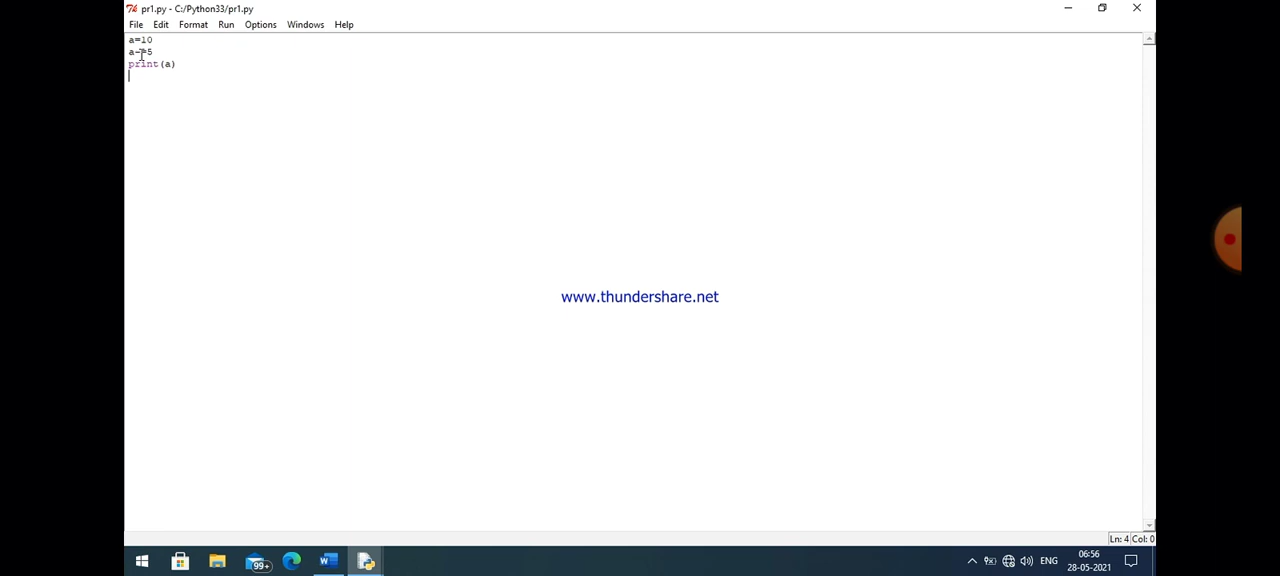 pr1.py - C:/Python33/pr1.py
File Edit Format Run Options Windows Help
a=10
print(a)
www.thundershare.net
Ln: 4 Col: 0
99+
ENG
06:56
28-05-2021